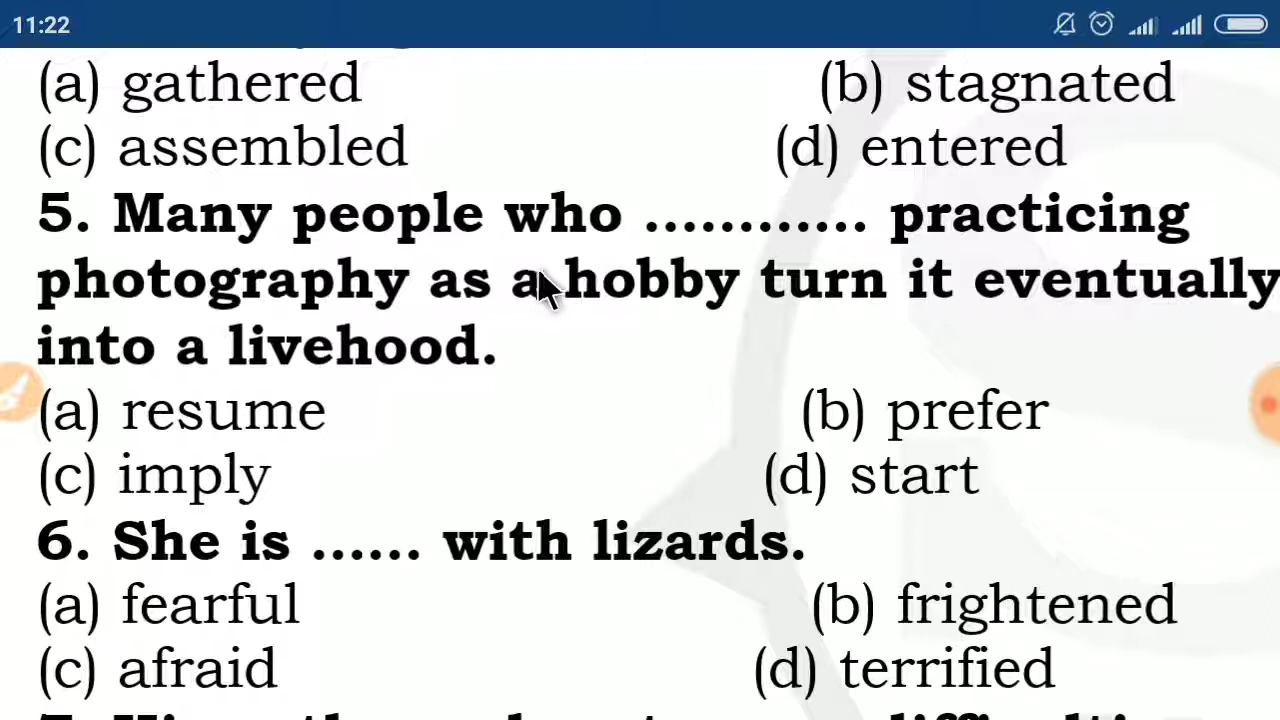 11:22
(a) gathered (b) stagnated
(c) assembled (d) entered
5. Many people who ............ practicing
photography as a hobby turn it eventually
into a livehood.
(a) resume (b) prefer
(c) imply (d) start
6. She is ...... with lizards.
(a) fearful (b) frightened
(c) afraid (d) terrified